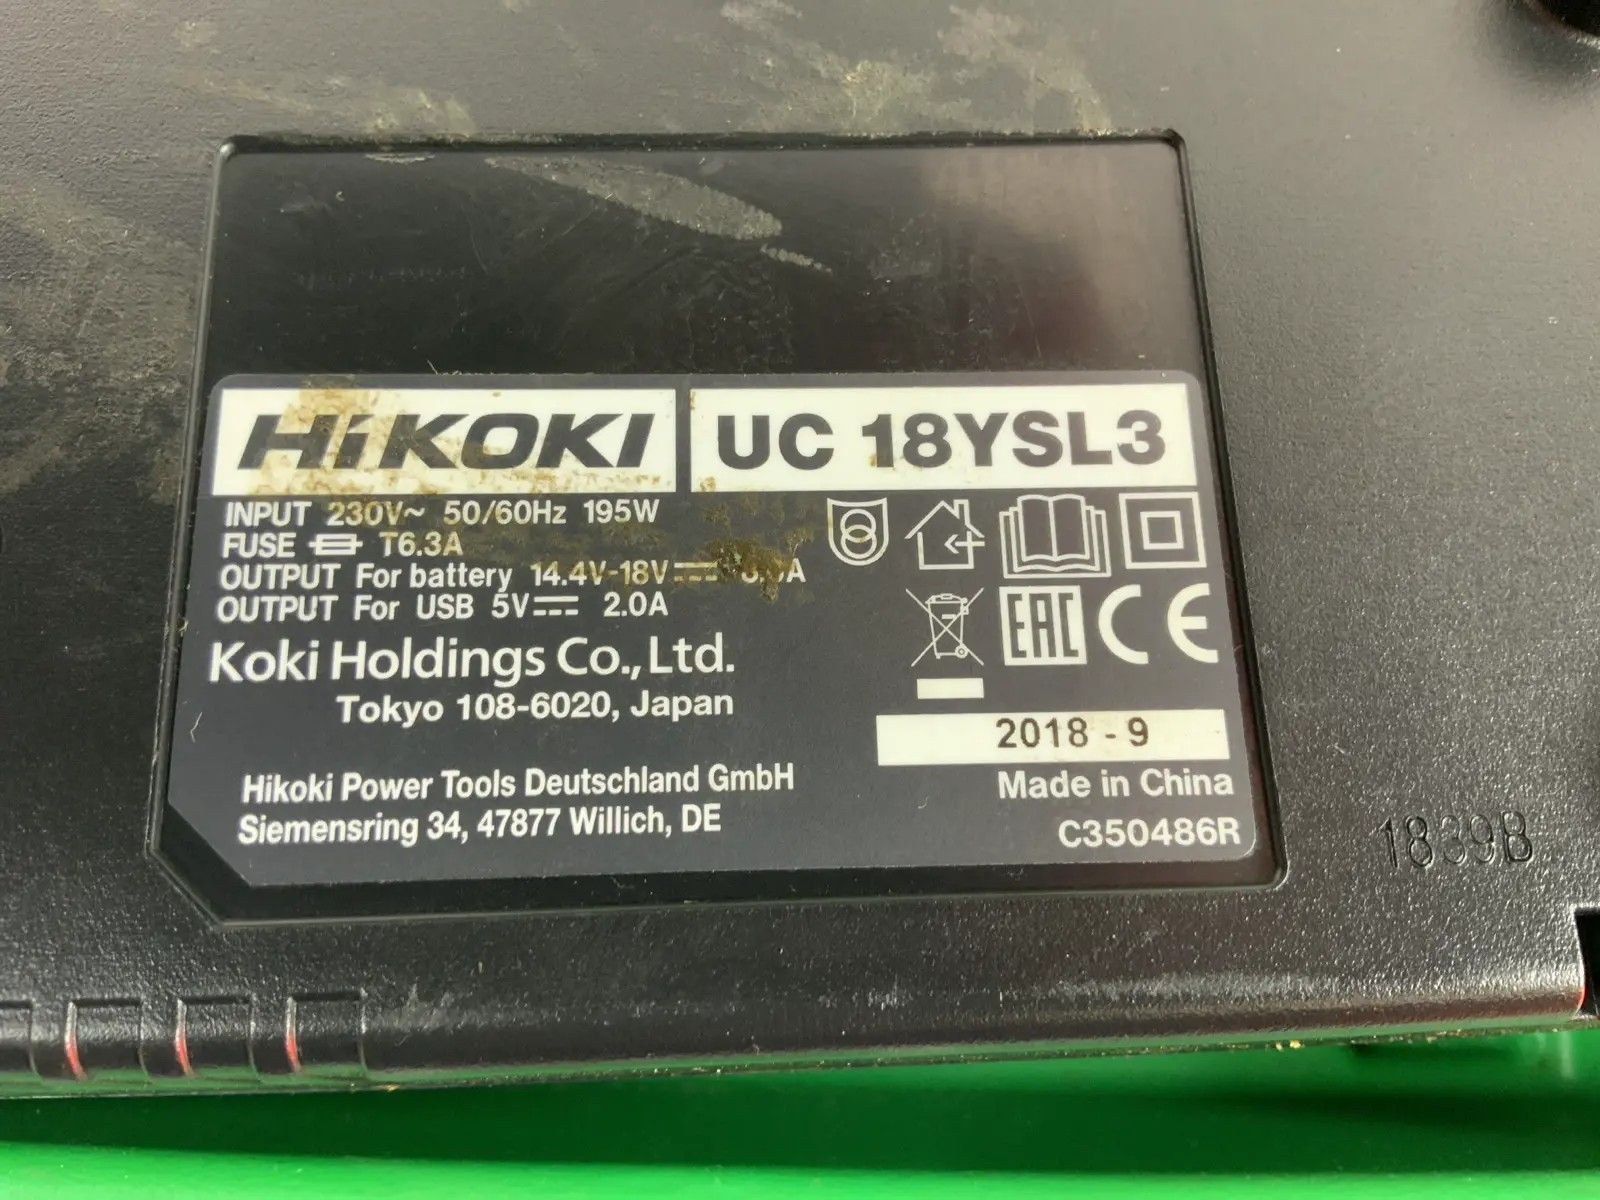 HiKOKI
UC 18YSL3
INPUT 230V~ 50/60Hz 195W
FUSE T6.3A
OUTPUT For battery 14.4V-18V
OUTPUT For USB 5V 2.0A
Koki Holdings Co., Ltd.
Tokyo 108-6020, Japan
EAC CE
2018 - 9
Hikoki Power Tools Deutschland GmbH
Made in China
Siemensring 34, 47877 Willich, DE
C350486R
1839B